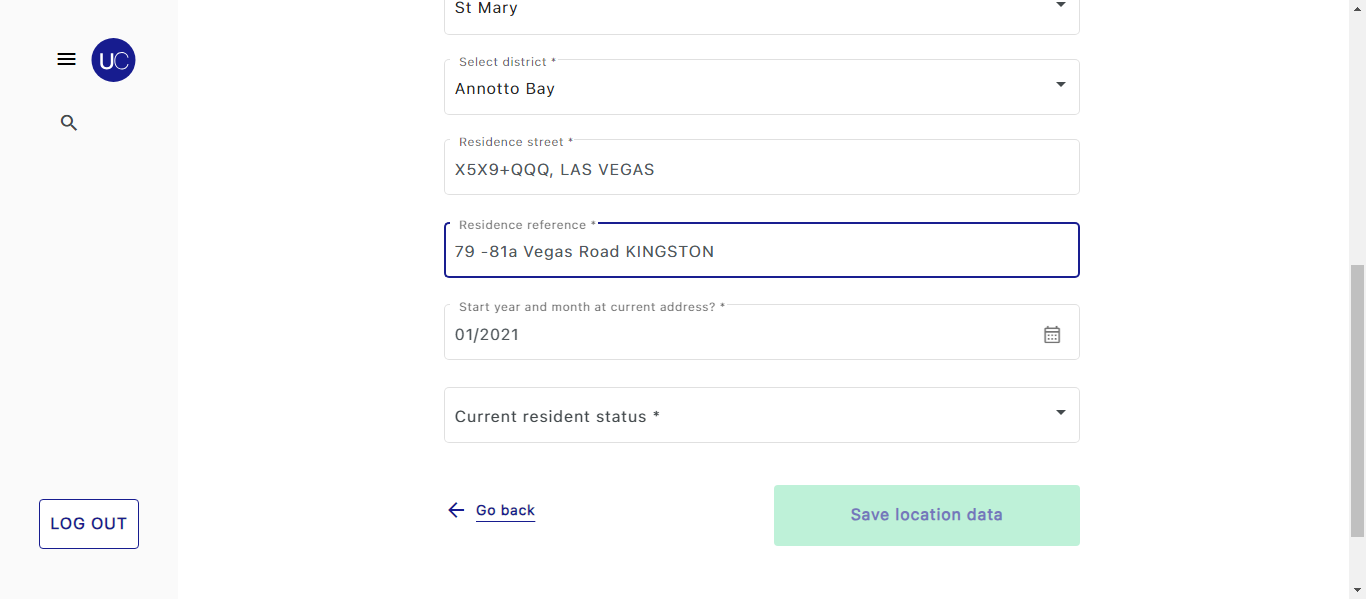 St Mary
UC
Select district *
Annotto Bay
Residence street *
X5X9+QQQ, LAS VEGAS
Residence reference *
79 -81a Vegas Road KINGSTON
Start year and month at current address? *
01/2021
Current resident status *
Go back
Save location data
LOG OUT